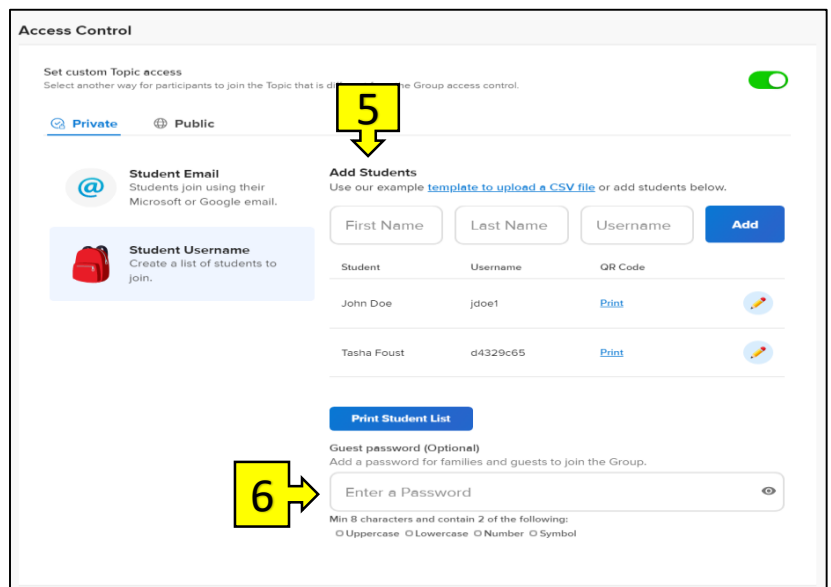 Access Control
Set custom Topic access
Select another way for participants to join the Topic that is di he Group access control.
5
Private Public
Student Email
Students join using their
Microsoft or Google email.
Student Username
Create a list of students to
join.
Add Students
Use our example template to upload a CSV file or add students below.
First Name Last Name Username Add
Student Username QR Code
John Doe jdoe1 Print
Tasha Foust d4329c65 Print
Print Student List
Guest password (Optional)
Add a password for families and guests to join the Group.
6
Enter a Password
Min 8 characters and contain 2 of the following:
Uppercase Lowercase Number Symbol